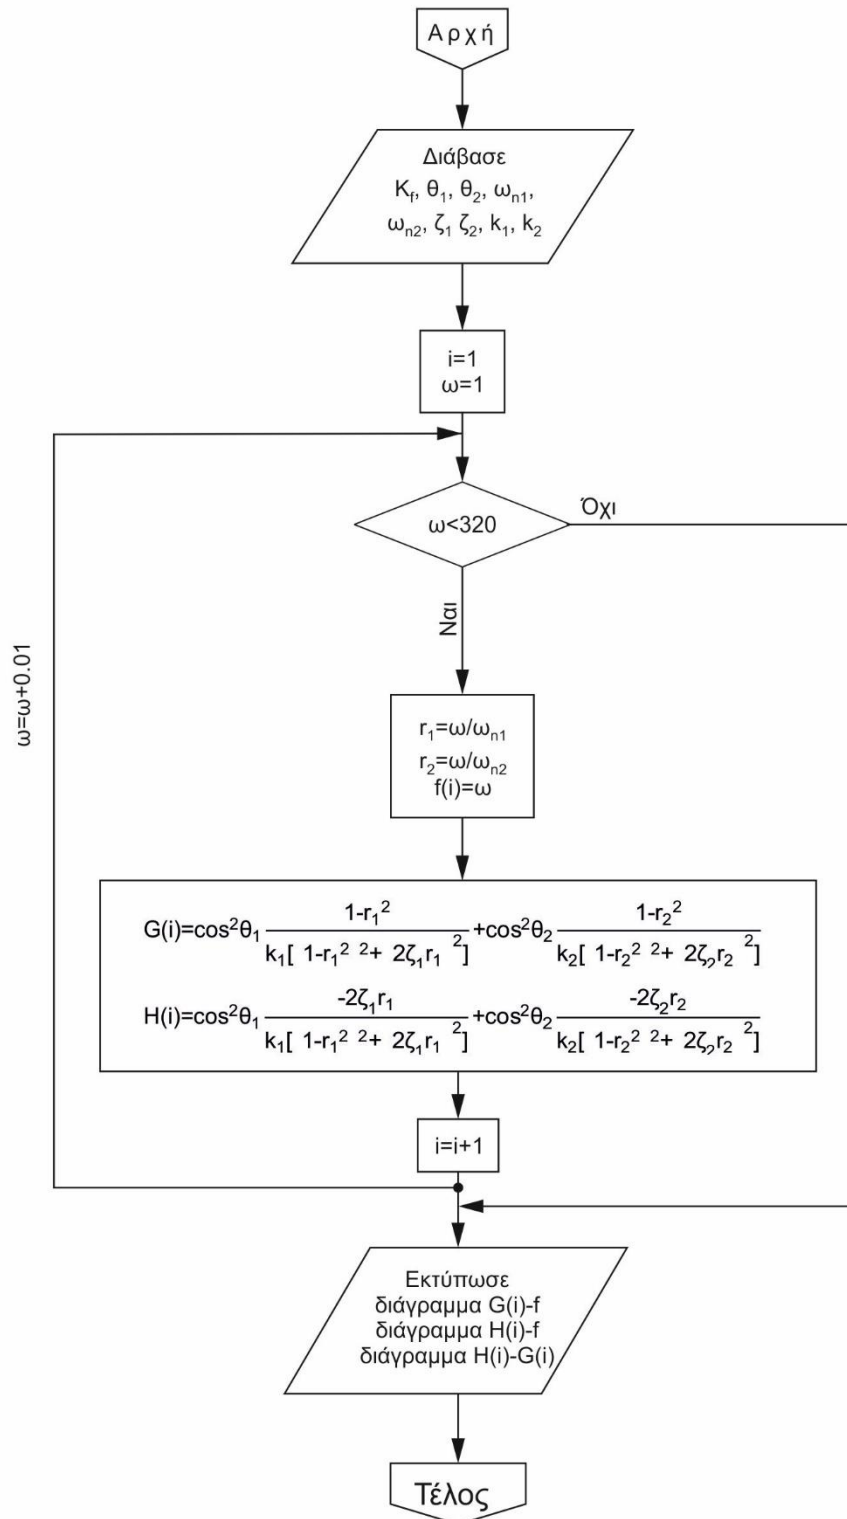 Αρχή
Διάβασε
K_f, θ_1, θ_2, ω_n1,
ω_n2, ζ_1 ζ_2, k_1, k_2
i=1
ω=1
ω<320
Όχι
Ναι
ω=ω+0.01
r_1=ω/ω_n1
r_2=ω/ω_n2
f(i)=ω
G(i)=cos²θ_1 (1-r_1²)/(k_1[ 1-r_1² ²+ 2ζ_1r_1 ²]) +cos²θ_2 (1-r_2²)/(k_2[ 1-r_2² ²+ 2ζ_2r_2 ²])
H(i)=cos²θ_1 (-2ζ_1r_1)/(k_1[ 1-r_1² ²+ 2ζ_1r_1 ²]) +cos²θ_2 (-2ζ_2r_2)/(k_2[ 1-r_2² ²+ 2ζ_2r_2 ²])
i=i+1
Εκτύπωσε
διάγραμμα G(i)-f
διάγραμμα H(i)-f
διάγραμμα H(i)-G(i)
Τέλος